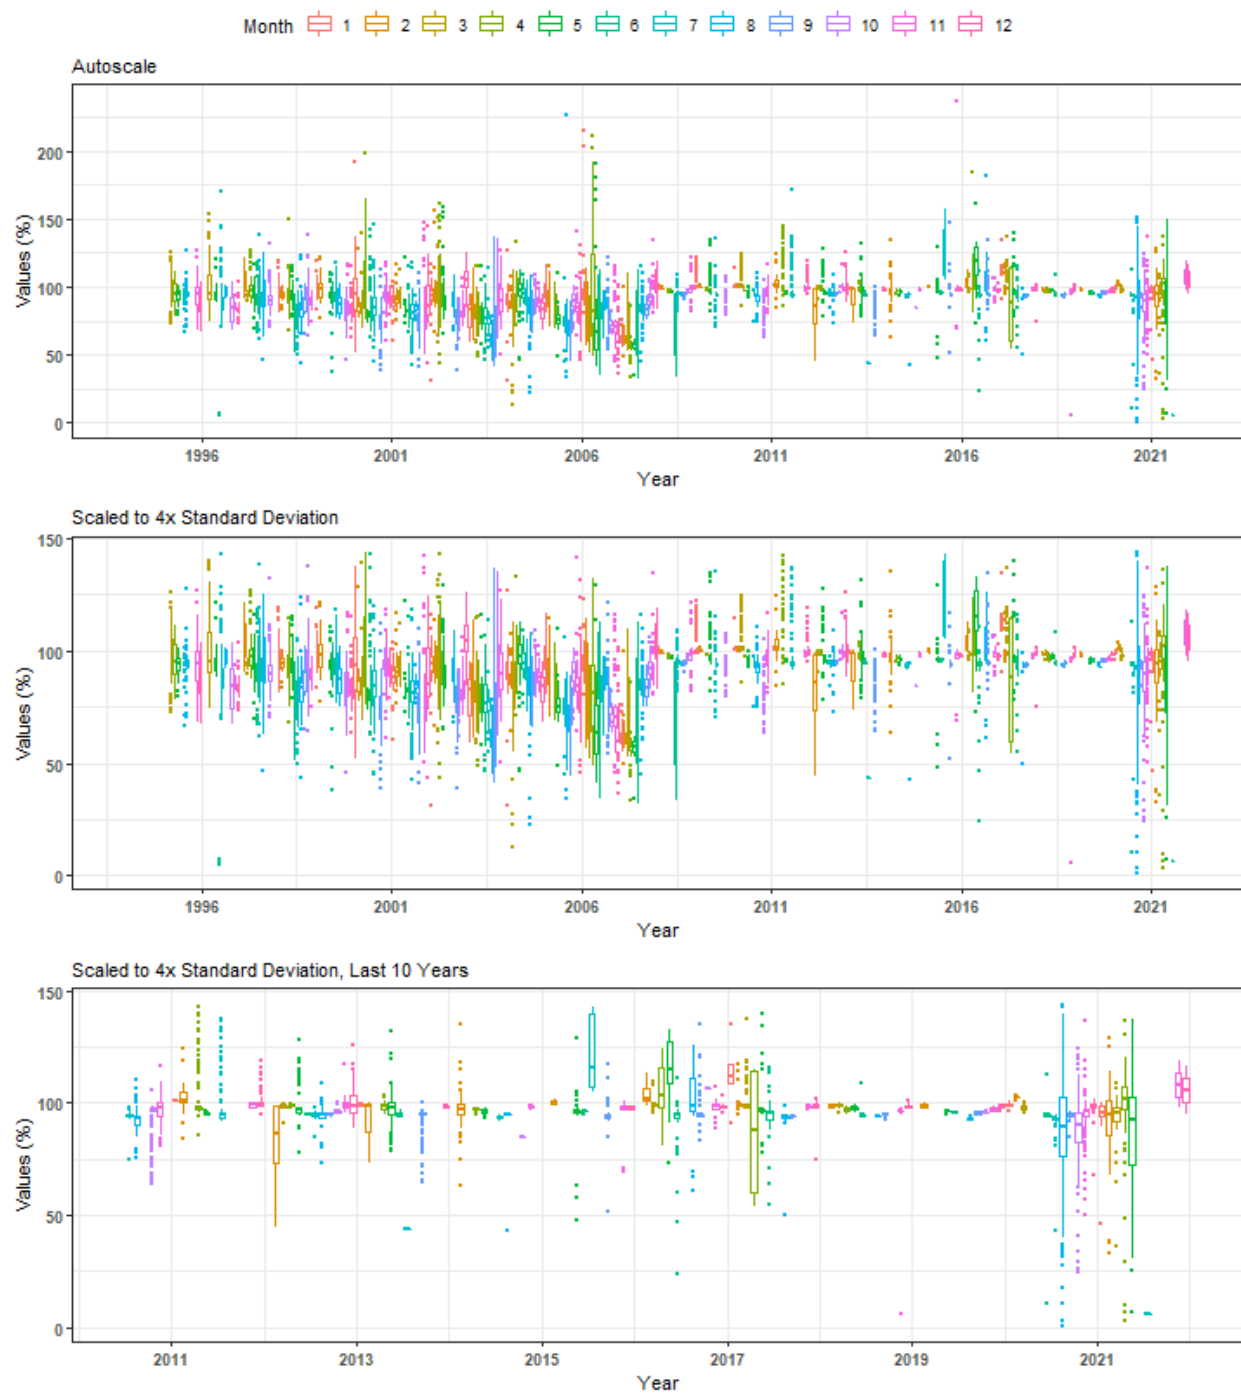 Month 1 2 3 4 5 6 7 8 9 10 11 12
Autoscale
Values (%)
200
150
100
50
0
1996 2001 2006 2011 2016 2021
Year
Scaled to 4x Standard Deviation
Values (%)
150
100
50
0
1996 2001 2006 2011 2016 2021
Year
Scaled to 4x Standard Deviation, Last 10 Years
Values (%)
150
100
50
0
2011 2013 2015 2017 2019 2021
Year